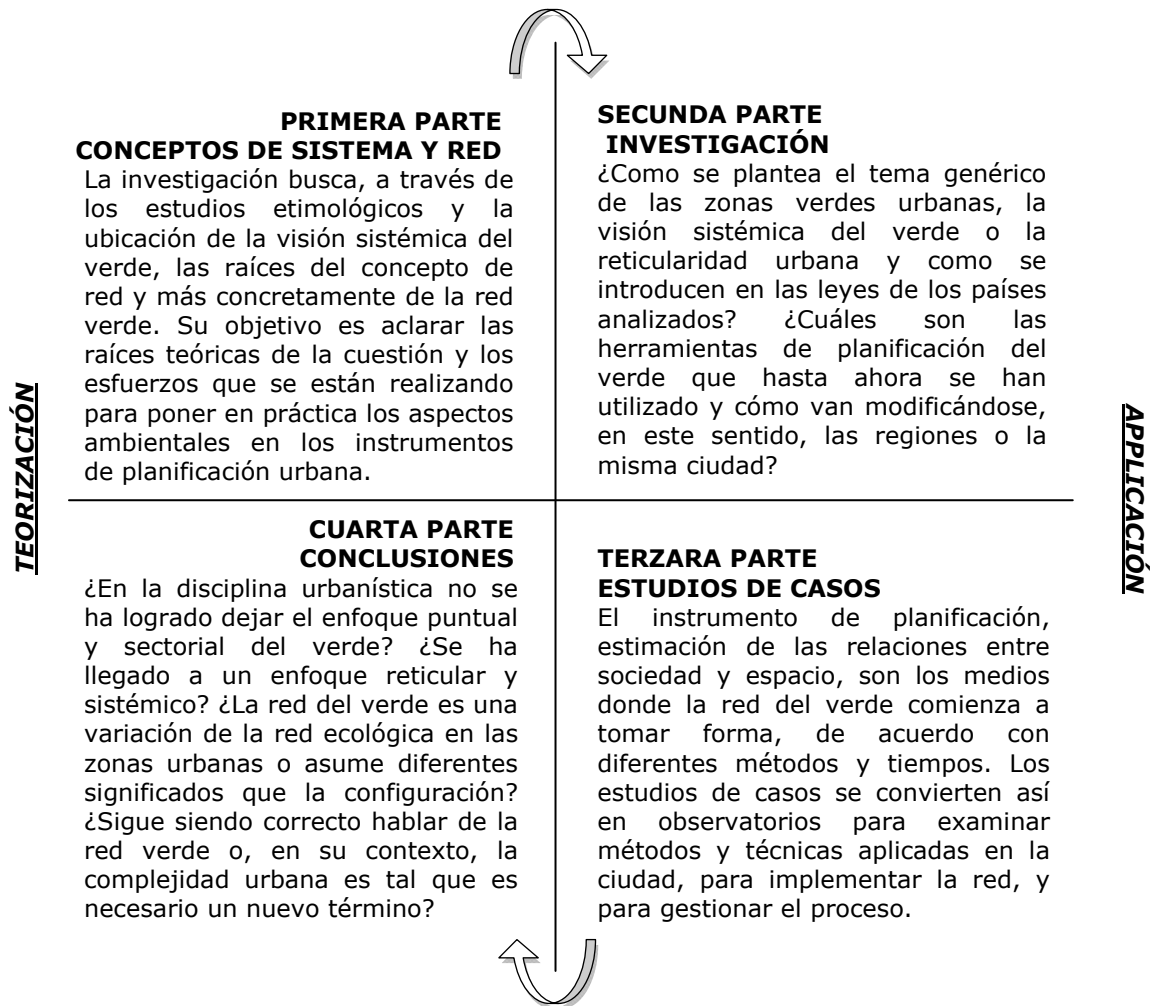 PRIMERA PARTE
CONCEPTOS DE SISTEMA Y RED
La investigación busca, a través de
los estudios etimológicos y la
ubicación de la visión sistémica del
verde, las raíces del concepto de
red y más concretamente de la red
verde. Su objetivo es aclarar las
raíces teóricas de la cuestión y los
esfuerzos que se están realizando
para poner en práctica los aspectos
ambientales en los instrumentos
de planificación urbana.
SECUNDA PARTE
INVESTIGACIÓN
¿Como se plantea el tema genérico
de las zonas verdes urbanas, la
visión sistémica del verde o la
reticularidad urbana y como se
introducen en las leyes de los países
analizados? ¿Cuáles son las
herramientas de planificación del
verde que hasta ahora se han
utilizado y cómo van modificándose,
en este sentido, las regiones o la
misma ciudad?
TEORIZACIÓN
APPLICACIÓN
TERZARA PARTE
ESTUDIOS DE CASOS
El instrumento de planificación,
estimación de las relaciones entre
sociedad y espacio, son los medios
donde la red del verde comienza a
tomar forma, de acuerdo con
diferentes métodos y tiempos. Los
estudios de casos se convierten así
en observatorios para examinar
métodos y técnicas aplicadas en la
ciudad, para implementar la red, y
para gestionar el proceso.
CUARTA PARTE
CONCLUSIONES
¿En la disciplina urbanística no se
ha logrado dejar el enfoque puntual
y sectorial del verde? ¿Se ha
llegado a un enfoque reticular y
sistémico? ¿La red del verde es una
variación de la red ecológica en las
zonas urbanas o asume diferentes
significados que la configuración?
¿Sigue siendo correcto hablar de la
red verde o, en su contexto, la
complejidad urbana es tal que es
necesario un nuevo término?